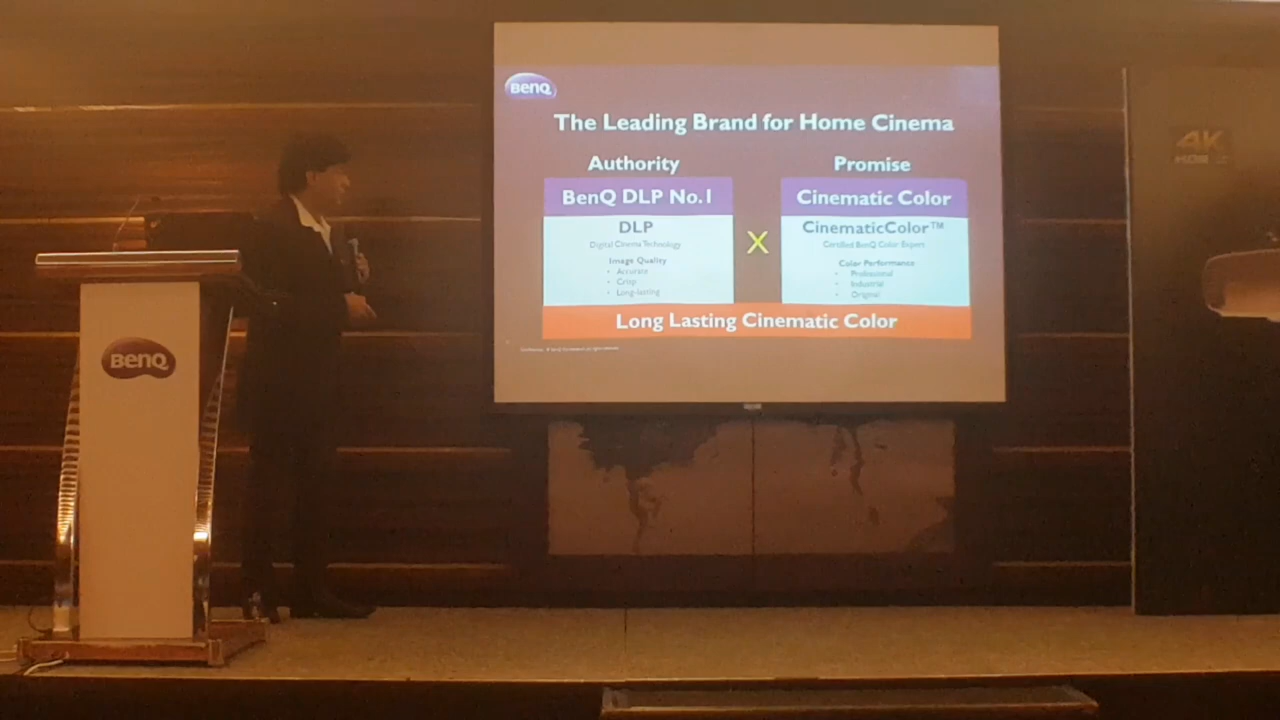 BenQ
The Leading Brand for Home Cinema
Authority
BenQ DLP No.1
DLP
Digital Cinema Technology
Image Quality
• Accurate
• Crisp
• Long-lasting
X
Promise
Cinematic Color
CinematicColor™
Certified BenQ Color Expert
Color Performance
• Professional
• Industrial
• Original
Long Lasting Cinematic Color
BenQ
4K
HDR